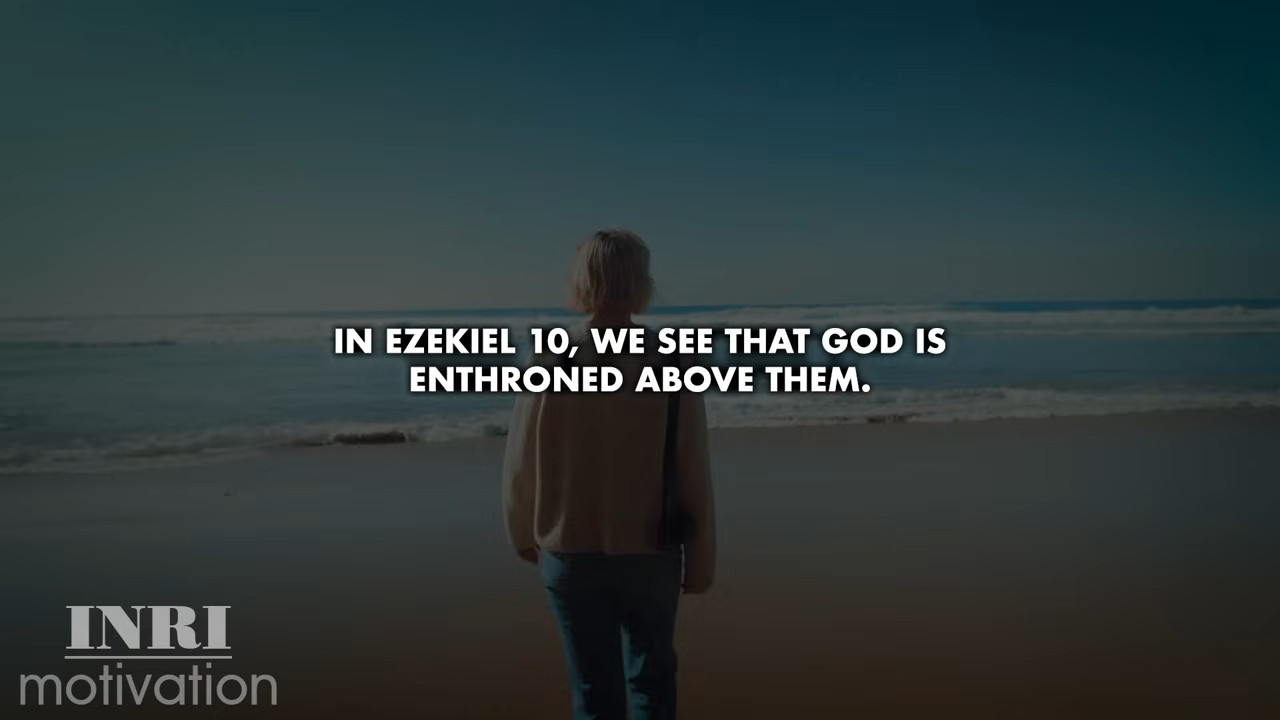 IN EZEKIEL 10, WE SEE THAT GOD IS
ENTHRONED ABOVE THEM.
INRI
motivation